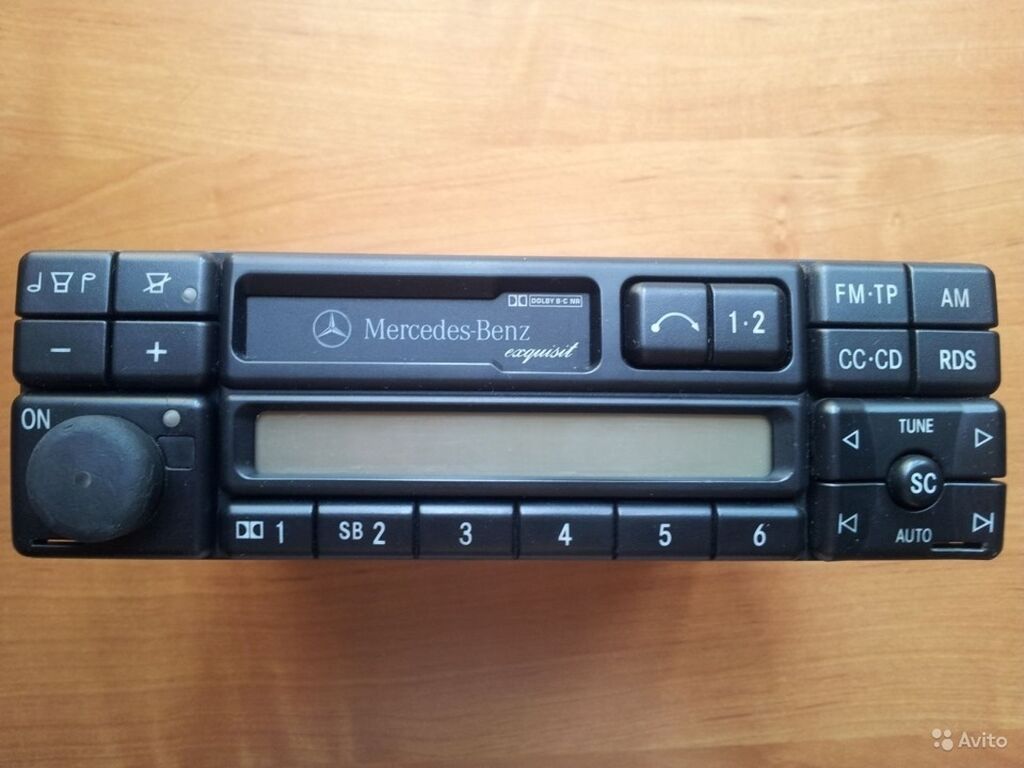 DOLBY B-C NR
Mercedes-Benz
exquisit
1·2
FM·TP
AM
CC·CD
RDS
ON
TUNE
SC
AUTO
1
SB 2
3
4
5
6
Avito